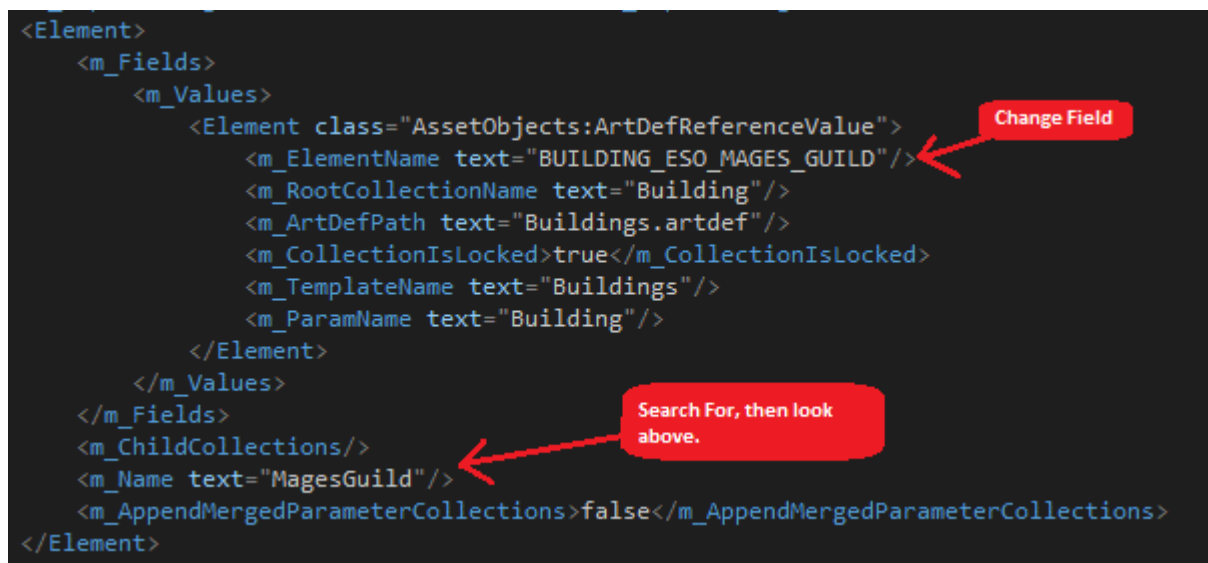 <Element>
<m_Fields>
<m_Values>
<Element class="AssetObjects:ArtDefReferenceValue">
Change Field
<m_ElementName text="BUILDING_ESO_MAGES_GUILD"/>
<m_RootCollectionName text="Building"/>
<m_ArtDefPath text="Buildings.artdef"/>
<m_CollectionIsLocked>true</m_CollectionIsLocked>
<m_TemplateName text="Buildings"/>
<m_ParamName text="Building"/>
</Element>
</m_Values>
</m_Fields>
Search For, then look
above.
<m_ChildCollections/>
<m_Name text="MagesGuild"/>
<m_AppendMergedParameterCollections>false</m_AppendMergedParameterCollections>
</Element>